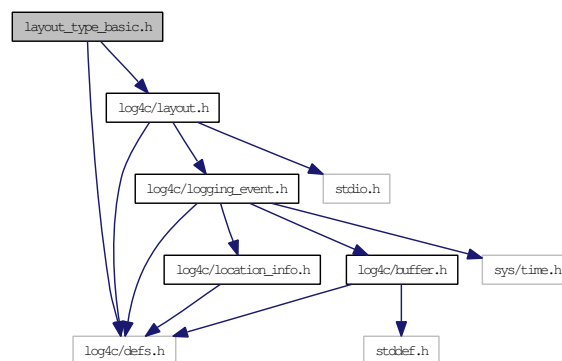 layout_type_basic.h
log4c/layout.h
log4c/logging_event.h
stdio.h
log4c/location_info.h
log4c/buffer.h
sys/time.h
log4c/defs.h
stddef.h